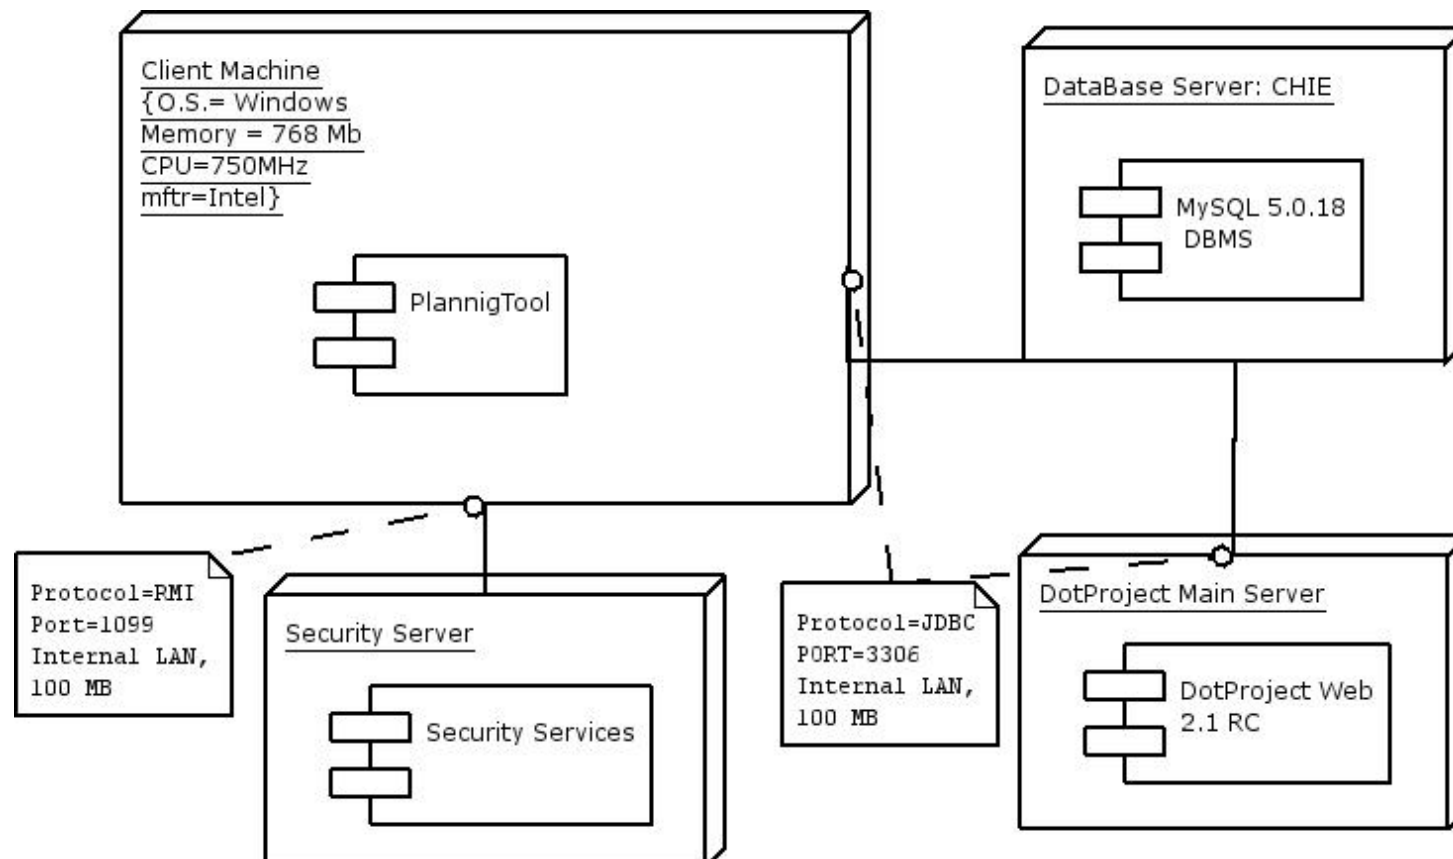 Client Machine
{O.S.= Windows
Memory = 768 Mb
CPU=750MHz
mftr=Intel}
PlannigTool
DataBase Server: CHIE
MySQL 5.0.18
DBMS
Protocol=RMI
Port=1099
Internal LAN,
100 MB
Security Server
Security Services
Protocol=JDBC
PORT=3306
Internal LAN,
100 MB
DotProject Main Server
DotProject Web
2.1 RC